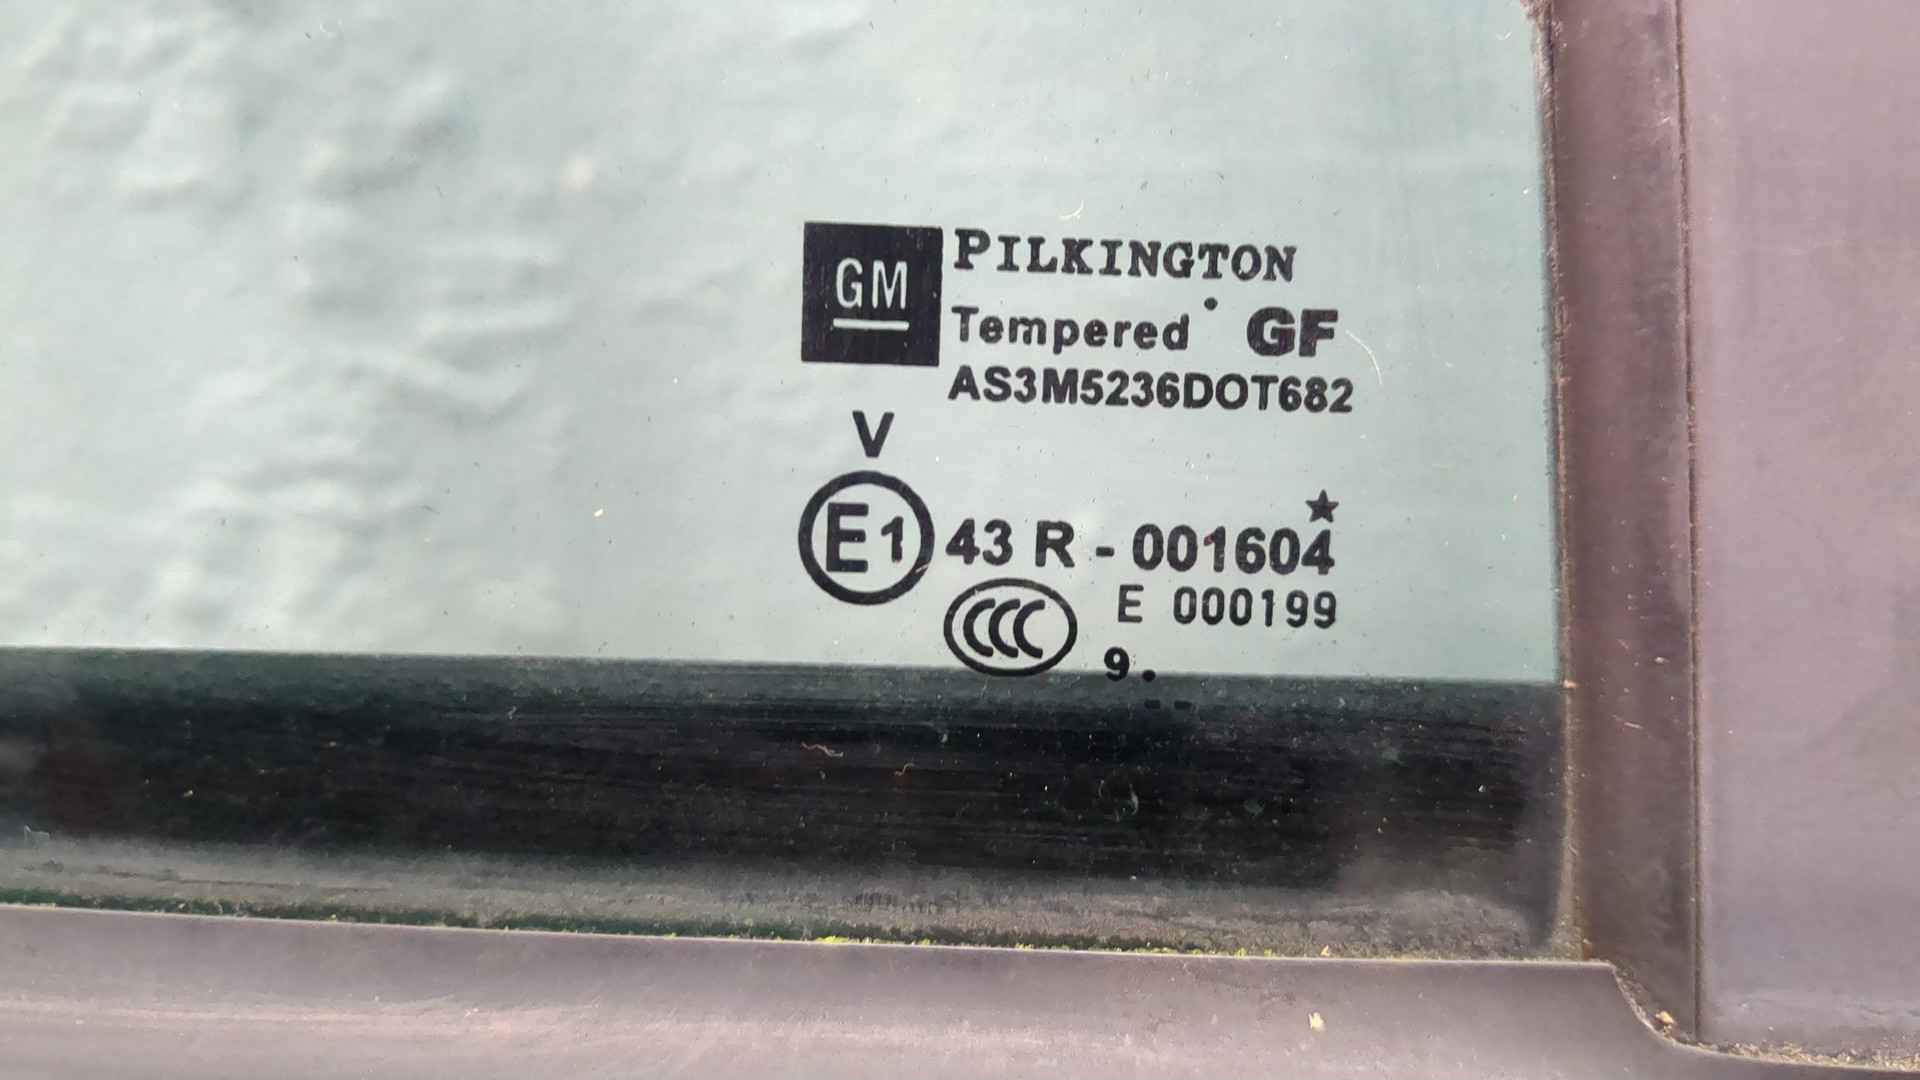 GM
PILKINGTON
Tempered GF
AS3M5236DOT682
V
E1 43 R - 001604
CCC E 000199
9.